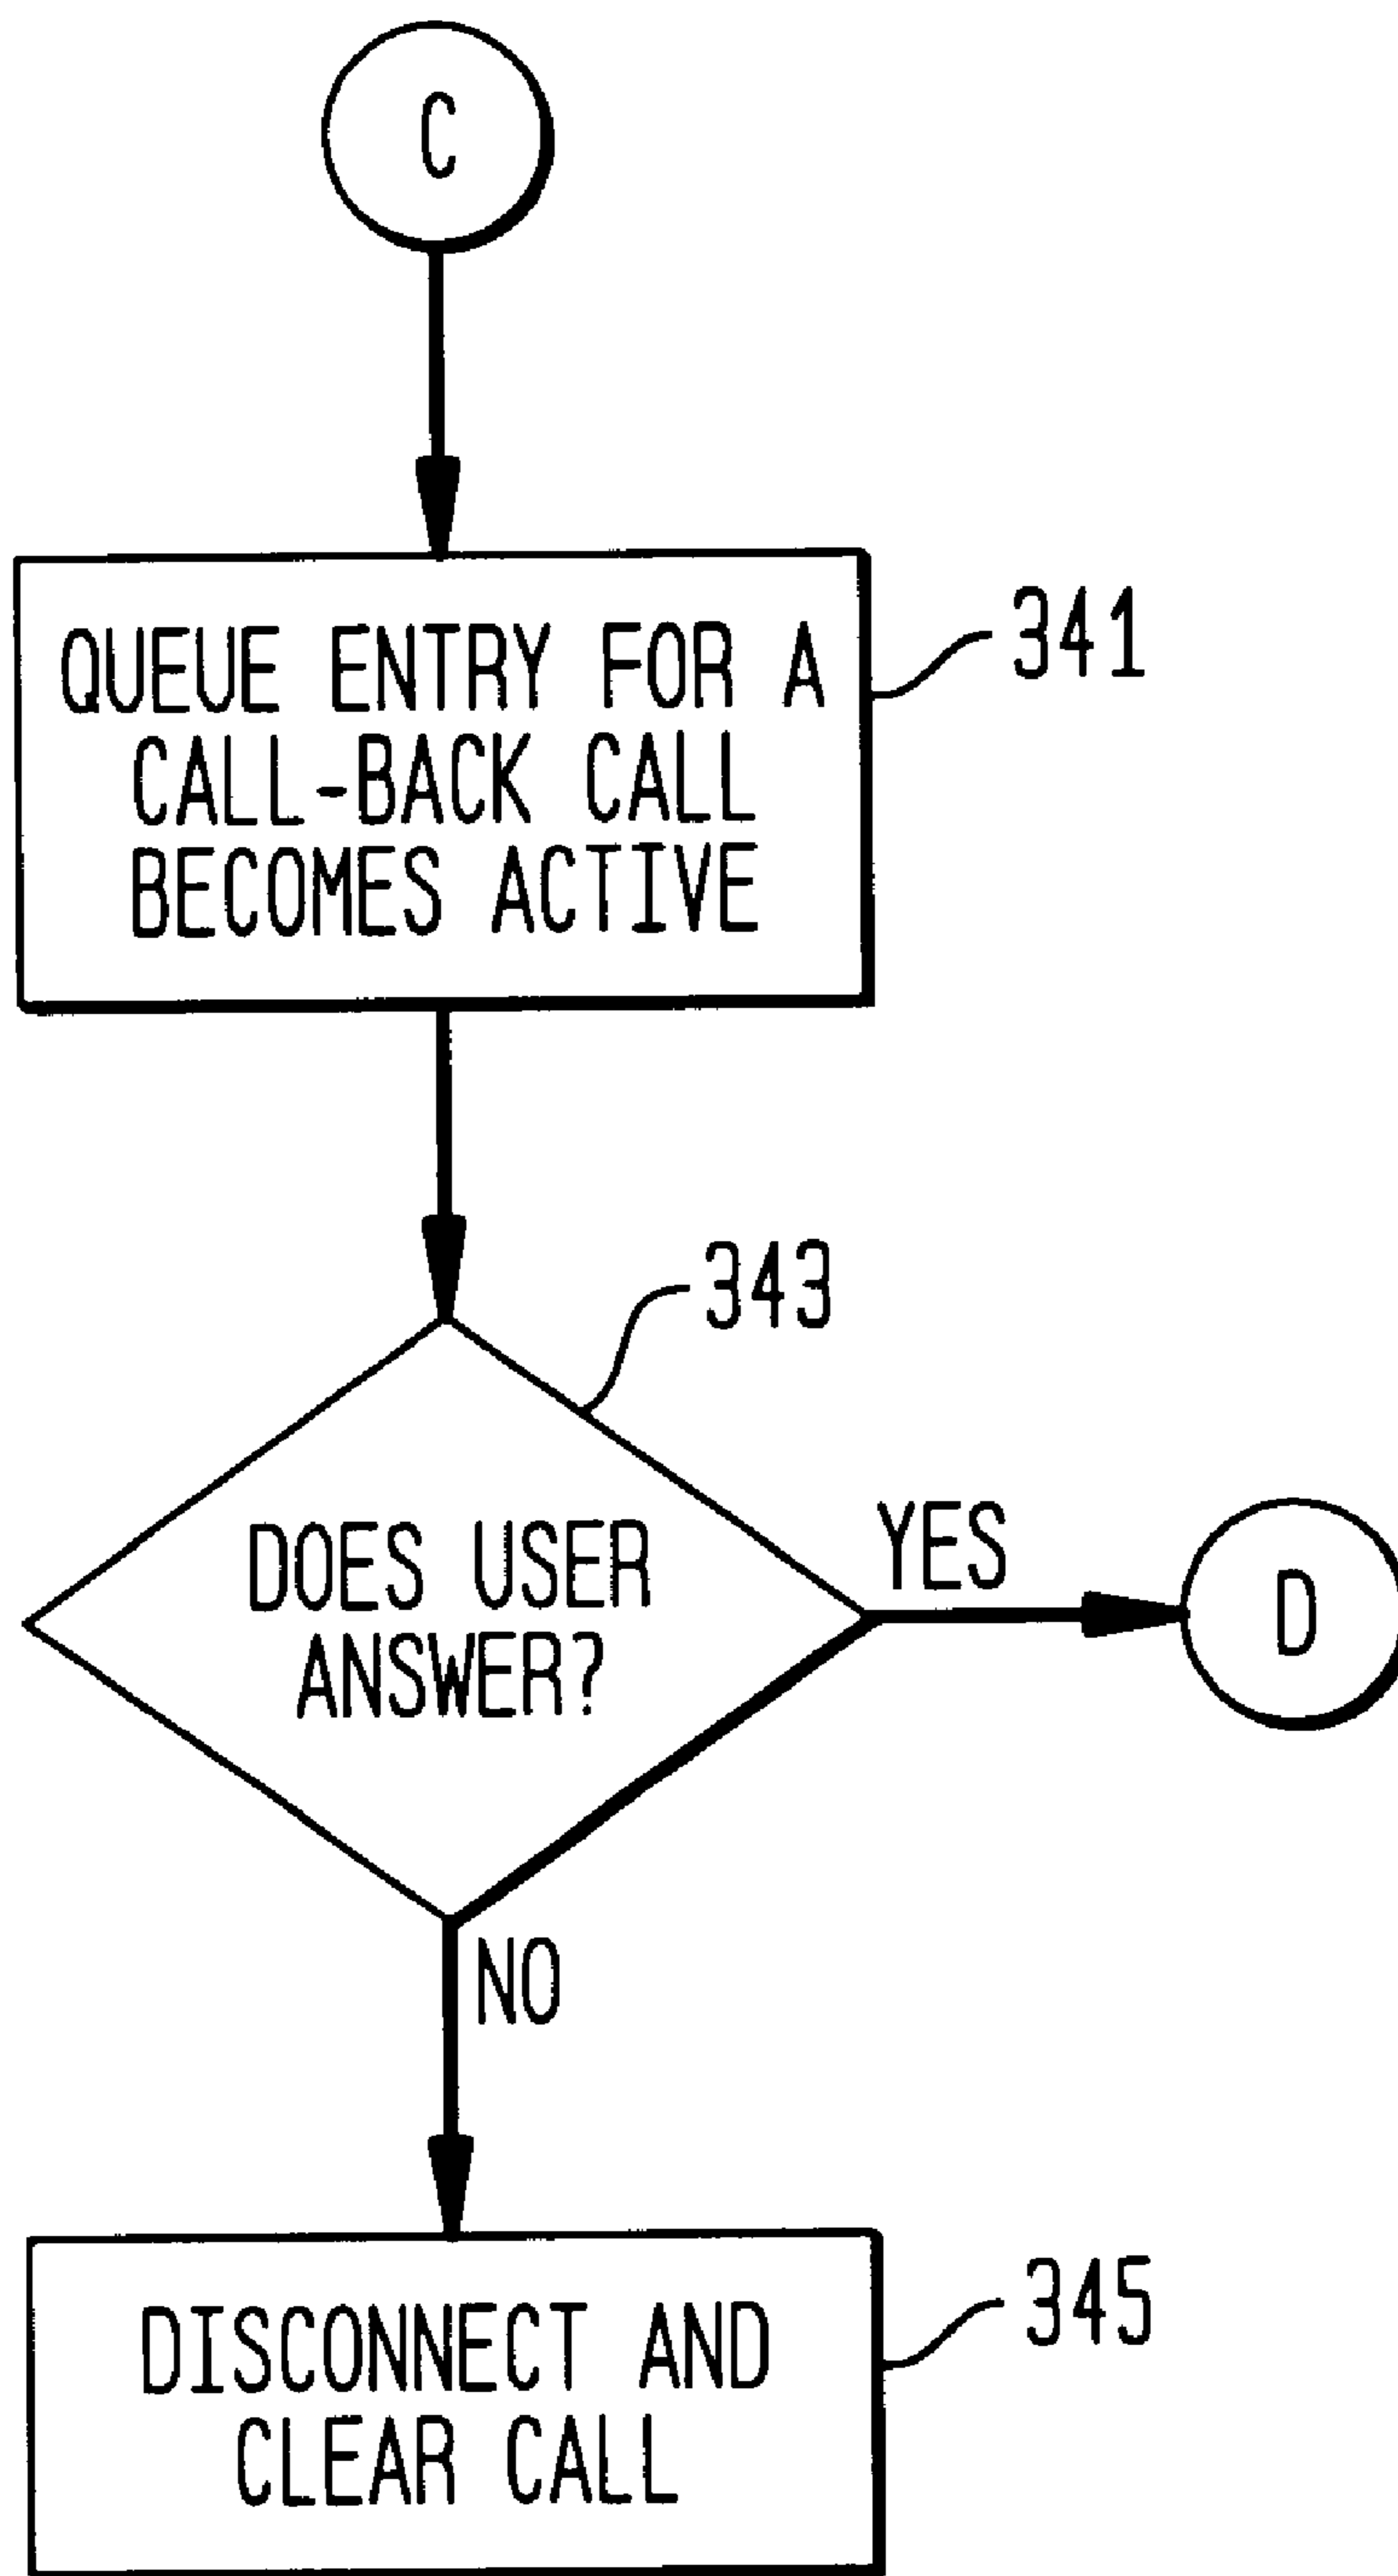 C
QUEUE ENTRY FOR A
CALL-BACK CALL
BECOMES ACTIVE
341
343
DOES USER
ANSWER?
YES
D
NO
DISCONNECT AND
CLEAR CALL
345